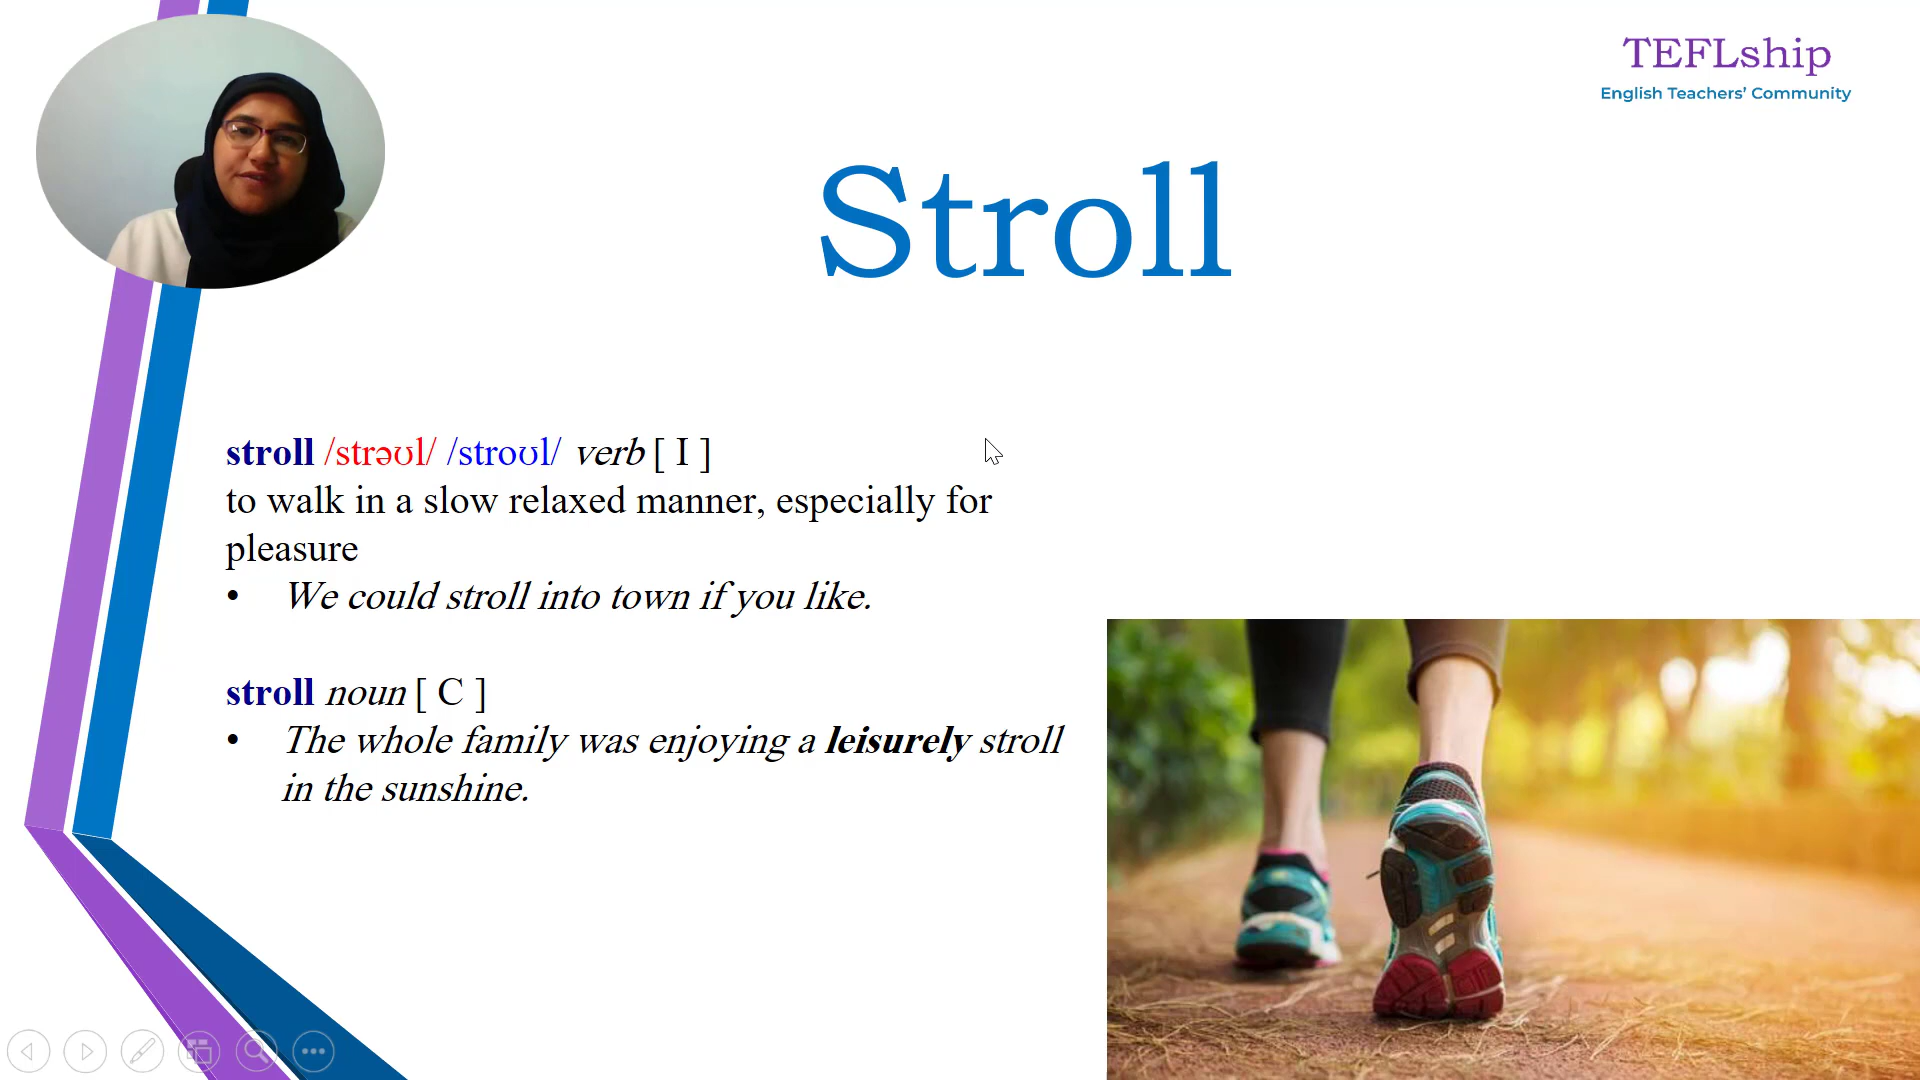 TEFLship
English Teachers’ Community
Stroll
stroll /strəʊl/ /stroʊl/ verb [ I ]
to walk in a slow relaxed manner, especially for
pleasure
• We could stroll into town if you like.
stroll noun [ C ]
• The whole family was enjoying a leisurely stroll
in the sunshine.